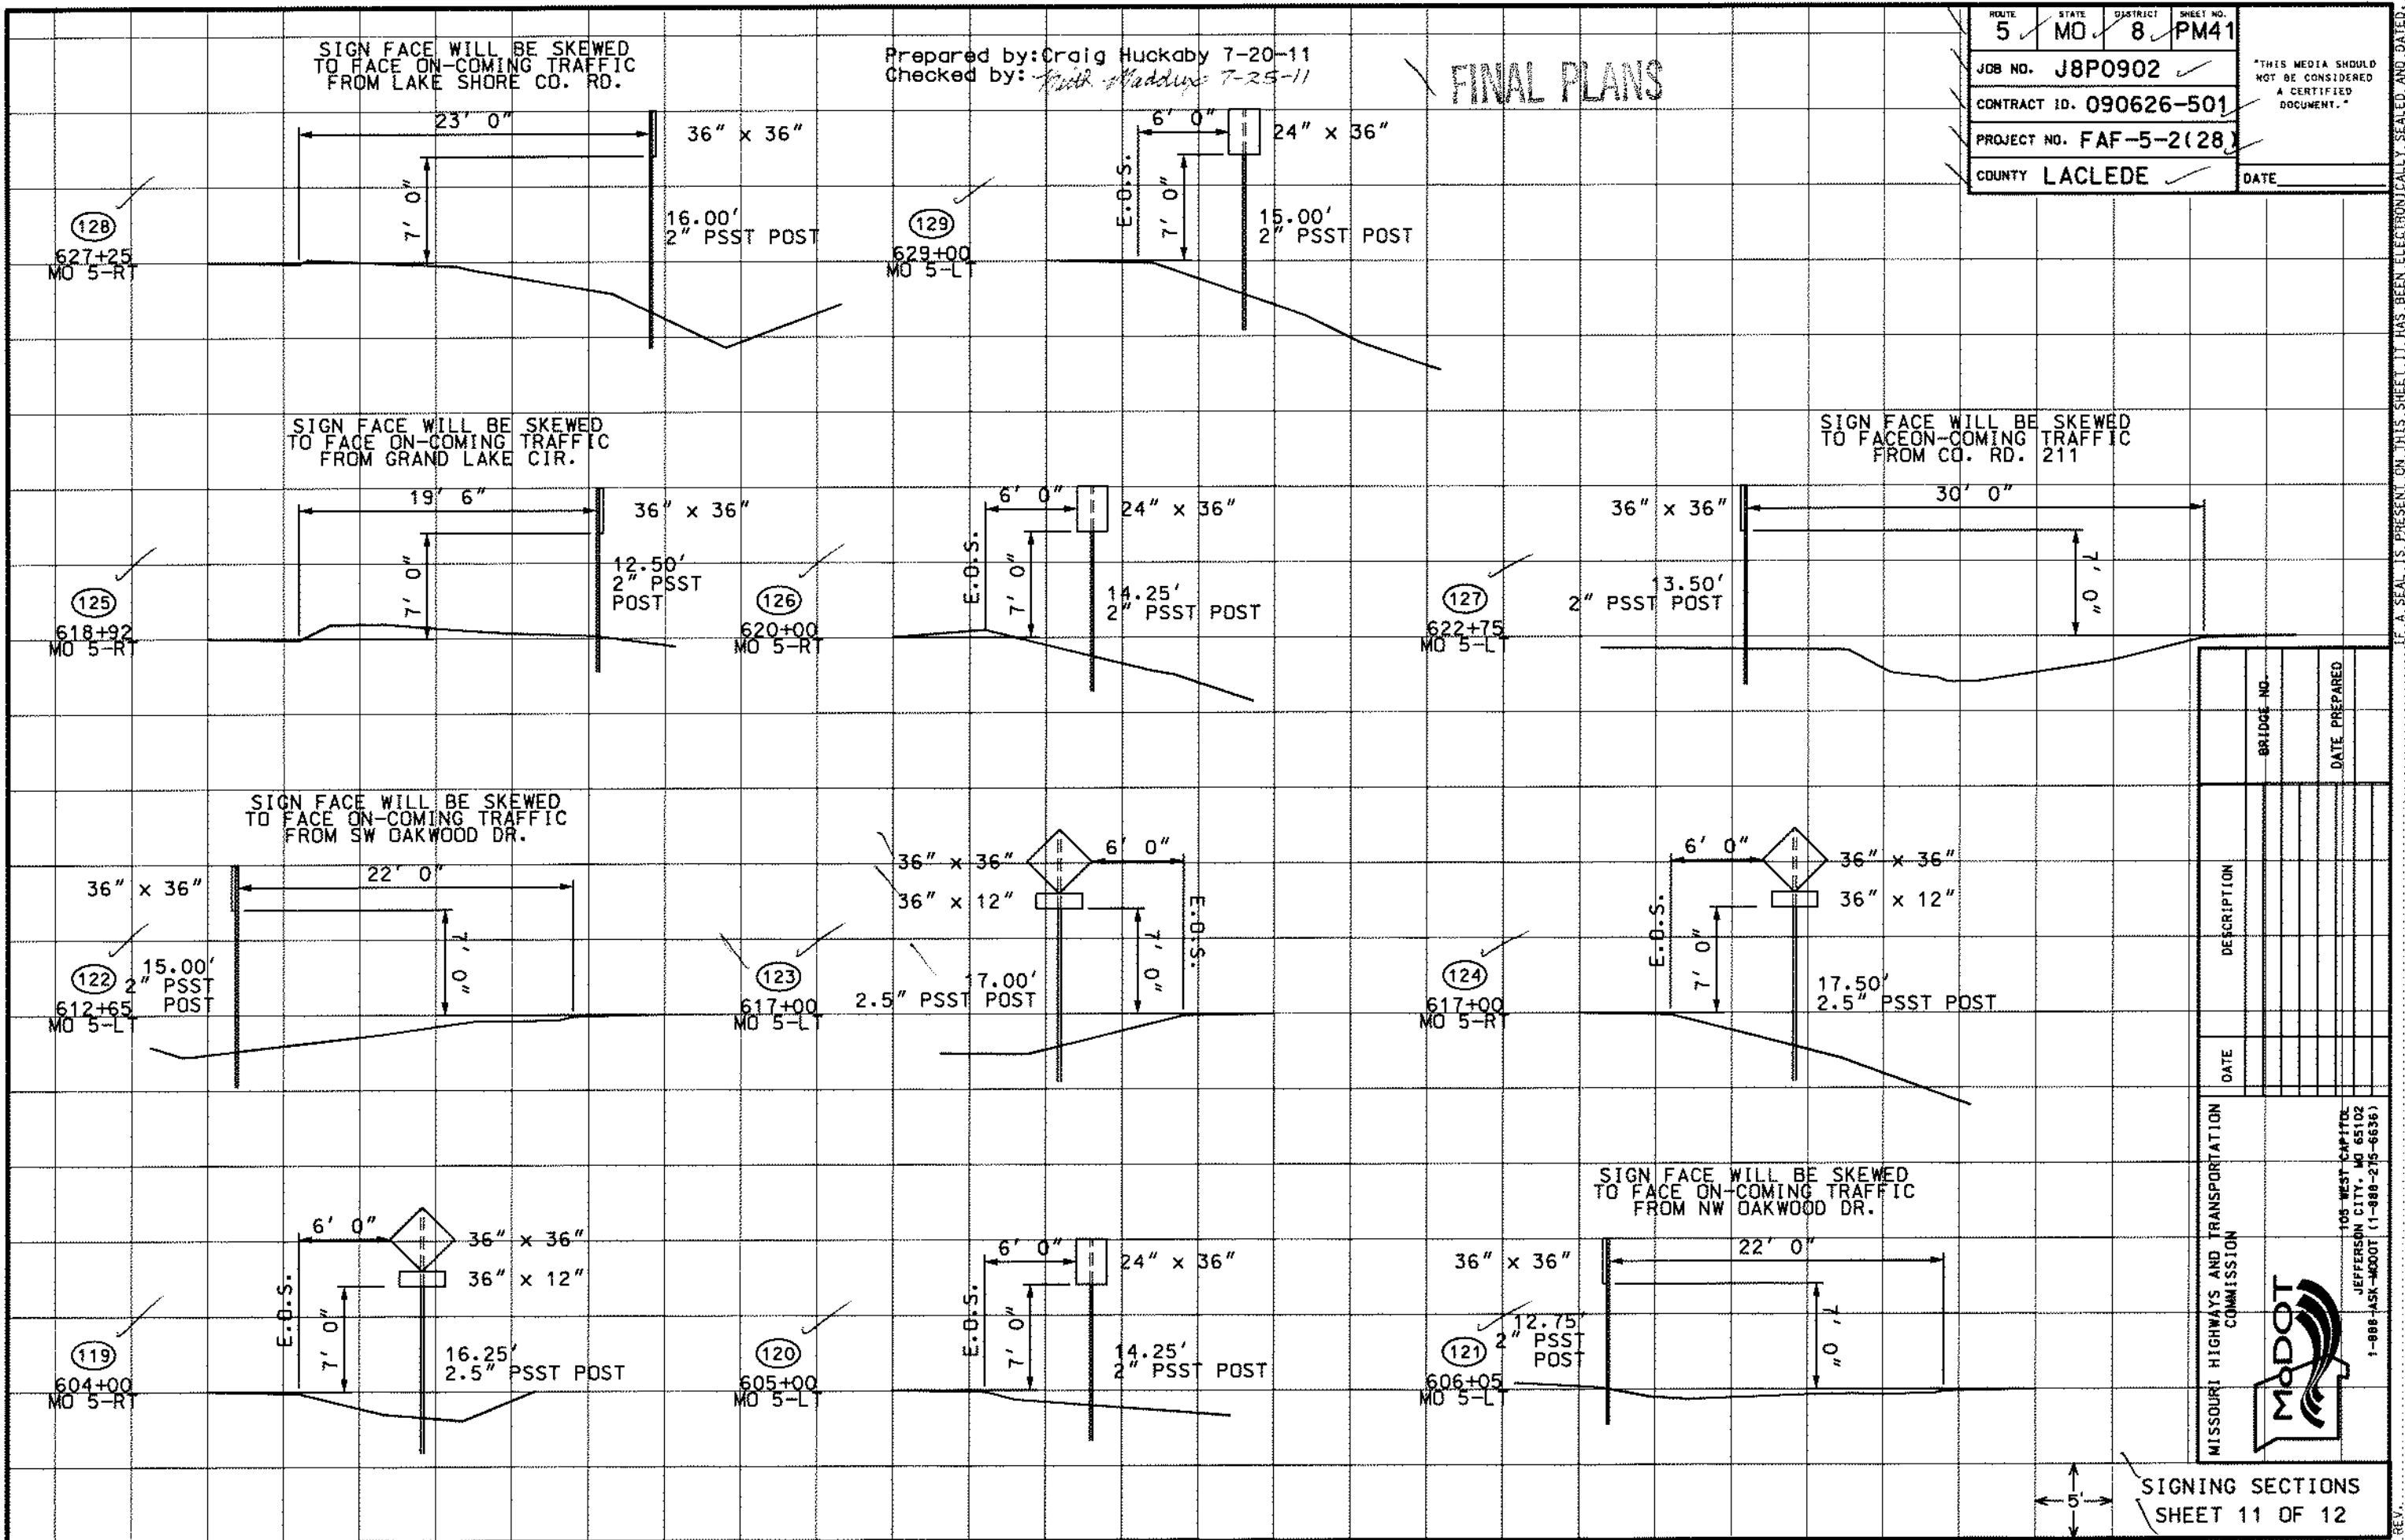 ROUTE
5
STATE
MO
DISTRICT
8
SHEET NO.
PM41
JOB NO. J8P0902
CONTRACT ID. 090626-501
PROJECT NO. FAF-5-2(28)
COUNTY LACLEDE
"THIS MEDIA SHOULD
NOT BE CONSIDERED
A CERTIFIED
DOCUMENT."
DATE
IF A SEAL IS PRESENT ON THIS SHEET IT HAS BEEN ELECTRONICALLY SEALED AND DATED.
Prepared by:Craig Huckaby 7-20-11
Checked by: 7-25-11
FINAL PLANS
SIGN FACE WILL BE SKEWED
TO FACE ON-COMING TRAFFIC
FROM LAKE SHORE CO. RD.
23' 0"
36" x 36"
7' 0"
16.00'
2" PSST POST
128
627+25
MO 5-RT
6' 0"
24" x 36"
E.O.S.
7' 0"
15.00'
2" PSST POST
129
629+00
MO 5-LT
SIGN FACE WILL BE SKEWED
TO FACE ON-COMING TRAFFIC
FROM GRAND LAKE CIR.
19' 6"
36" x 36"
7' 0"
12.50'
2" PSST
POST
125
618+92
MO 5-RT
6' 0"
24" x 36"
E.O.S.
7' 0"
14.25'
2" PSST POST
126
620+00
MO 5-RT
SIGN FACE WILL BE SKEWED
TO FACEON-COMING TRAFFIC
FROM CO. RD. 211
30' 0"
36" x 36"
7' 0"
13.50'
2" PSST POST
127
622+75
MO 5-LT
SIGN FACE WILL BE SKEWED
TO FACE ON-COMING TRAFFIC
FROM SW OAKWOOD DR.
22' 0"
36" x 36"
7' 0"
15.00'
2" PSST
POST
122
612+65
MO 5-LT
36" x 36"
6' 0"
36" x 12"
E.O.S.
7' 0"
17.00'
2.5" PSST POST
123
617+00
MO 5-LT
6' 0"
36" x 36"
36" x 12"
E.O.S.
7' 0"
17.50'
2.5" PSST POST
124
617+00
MO 5-RT
6' 0"
36" x 36"
36" x 12"
E.O.S.
7' 0"
16.25'
2.5" PSST POST
119
604+00
MO 5-RT
6' 0"
24" x 36"
E.O.S.
7' 0"
14.25'
2" PSST POST
120
605+00
MO 5-LT
SIGN FACE WILL BE SKEWED
TO FACE ON-COMING TRAFFIC
FROM NW OAKWOOD DR.
22' 0"
36" x 36"
7' 0"
12.75'
2" PSST
POST
121
606+05
MO 5-LT
BRIDGE NO.
DATE PREPARED
DESCRIPTION
DATE
MISSOURI HIGHWAYS AND TRANSPORTATION
COMMISSION
MoDOT
105 WEST CAPITOL
JEFFERSON CITY, MO 65102
1-888-ASK-MODOT (1-888-275-6636)
5'
SIGNING SECTIONS
SHEET 11 OF 12
REV.